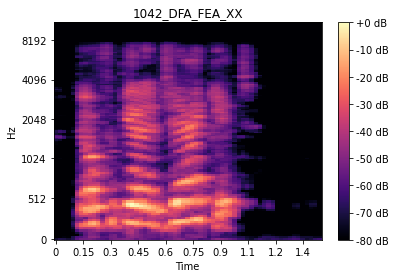 1042_DFA_FEA_XX
+0 dB
8192
-10 dB
4096
-20 dB
-30 dB
2048
Hz
-40 dB
1024
-50 dB
512
-60 dB
-70 dB
0
-80 dB
0 0.15 0.3 0.45 0.6 0.75 0.9 1.1 1.2 1.4
Time